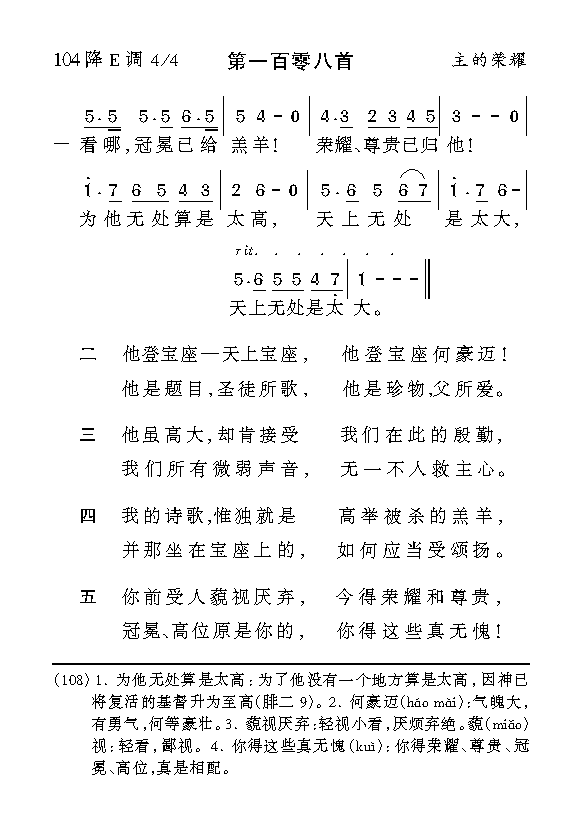 104 降 E 调 4/4 第一百零八首 主的荣耀
5·5 5·5 6·5 | 5 4 - 0 | 4·3 2 3 4 5 | 3 - - 0 |
一 看哪,冠冕已给 羔羊! 荣耀、尊贵已归 他!
1·7 6 5 4 3 | 2 6 - 0 | 5·6 5 6 7 | 1·7 6 - |
为他无处算是 太高, 天上无处 是太大,
rit. . . . . . .
5·6 5 5 4 7 | 1 - - - ‖
天上无处是太 大。
二 他登宝座—天上宝座, 他登宝座何豪迈!
他是题目,圣徒所歌, 他是珍物,父所爱。
三 他虽高大,却肯接受 我们在此的殷勤,
我们所有微弱声音, 无一不入救主心。
四 我的诗歌,惟独就是 高举被杀的羔羊,
并那坐在宝座上的, 如何应当受颂扬。
五 你前受人藐视厌弃, 今得荣耀和尊贵,
冠冕、高位原是你的, 你得这些真无愧!
(108) 1. 为他无处算是太高:为了他没有一个地方算是太高,因神已
将复活的基督升为至高(腓二 9)。2. 何豪迈(háo mài):气魄大,
有勇气,何等豪壮。3. 藐视厌弃:轻视小看,厌烦弃绝。藐(miǎo)
视:轻看,鄙视。 4. 你得这些真无愧(kuì):你得荣耀、尊贵、冠
冕、高位,真是相配。